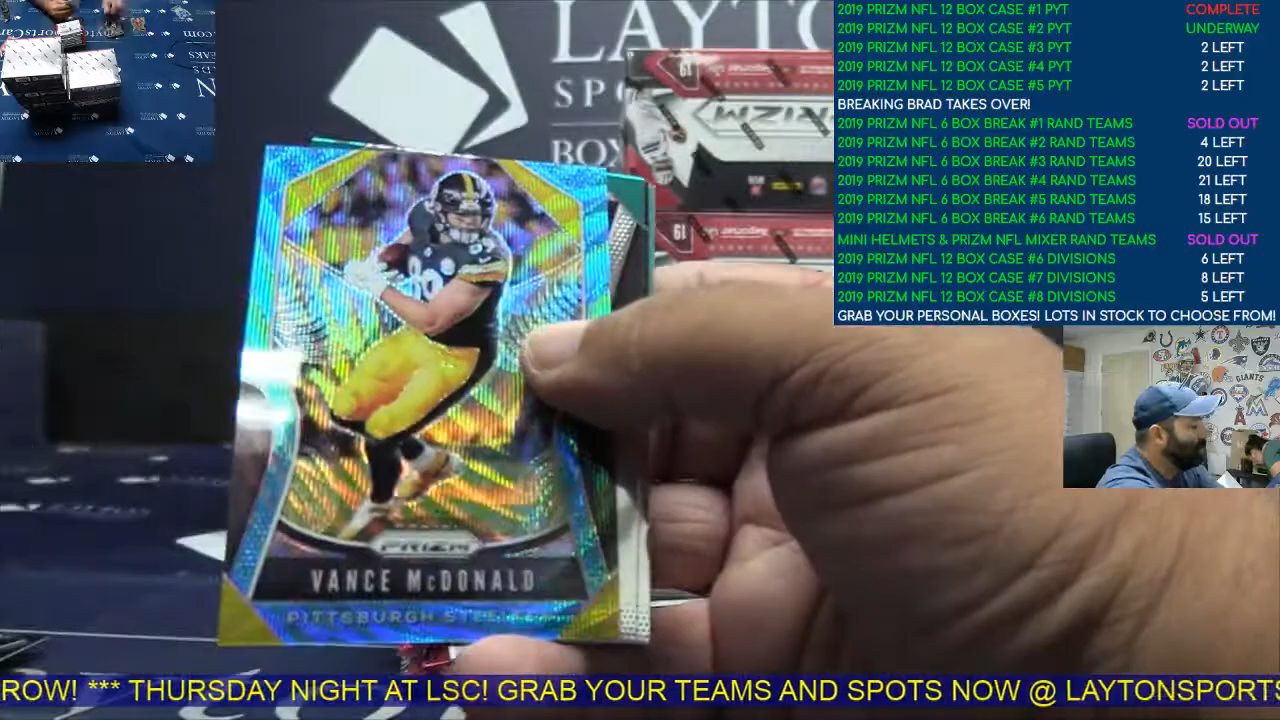 2019 PRIZM NFL 12 BOX CASE #1 PYT COMPLETE
2019 PRIZM NFL 12 BOX CASE #2 PYT UNDERWAY
2019 PRIZM NFL 12 BOX CASE #3 PYT 2 LEFT
2019 PRIZM NFL 12 BOX CASE #4 PYT 2 LEFT
2019 PRIZM NFL 12 BOX CASE #5 PYT 2 LEFT
BREAKING BRAD TAKES OVER!
2019 PRIZM NFL 6 BOX BREAK #1 RAND TEAMS SOLD OUT
2019 PRIZM NFL 6 BOX BREAK #2 RAND TEAMS 4 LEFT
2019 PRIZM NFL 6 BOX BREAK #3 RAND TEAMS 20 LEFT
2019 PRIZM NFL 6 BOX BREAK #4 RAND TEAMS 21 LEFT
2019 PRIZM NFL 6 BOX BREAK #5 RAND TEAMS 18 LEFT
2019 PRIZM NFL 6 BOX BREAK #6 RAND TEAMS 15 LEFT
MINI HELMETS & PRIZM NFL MIXER RAND TEAMS SOLD OUT
2019 PRIZM NFL 12 BOX CASE #6 DIVISIONS 6 LEFT
2019 PRIZM NFL 12 BOX CASE #7 DIVISIONS 8 LEFT
2019 PRIZM NFL 12 BOX CASE #8 DIVISIONS 5 LEFT
GRAB YOUR PERSONAL BOXES! LOTS IN STOCK TO CHOOSE FROM!
LAYTON
SPO
BOX
PRIZM
19
19
GIANTS
89
PRIZM
VANCE McDONALD
PITTSBURGH STEELERS
ROW! *** THURSDAY NIGHT AT LSC! GRAB YOUR TEAMS AND SPOTS NOW @ LAYTONSPORTS